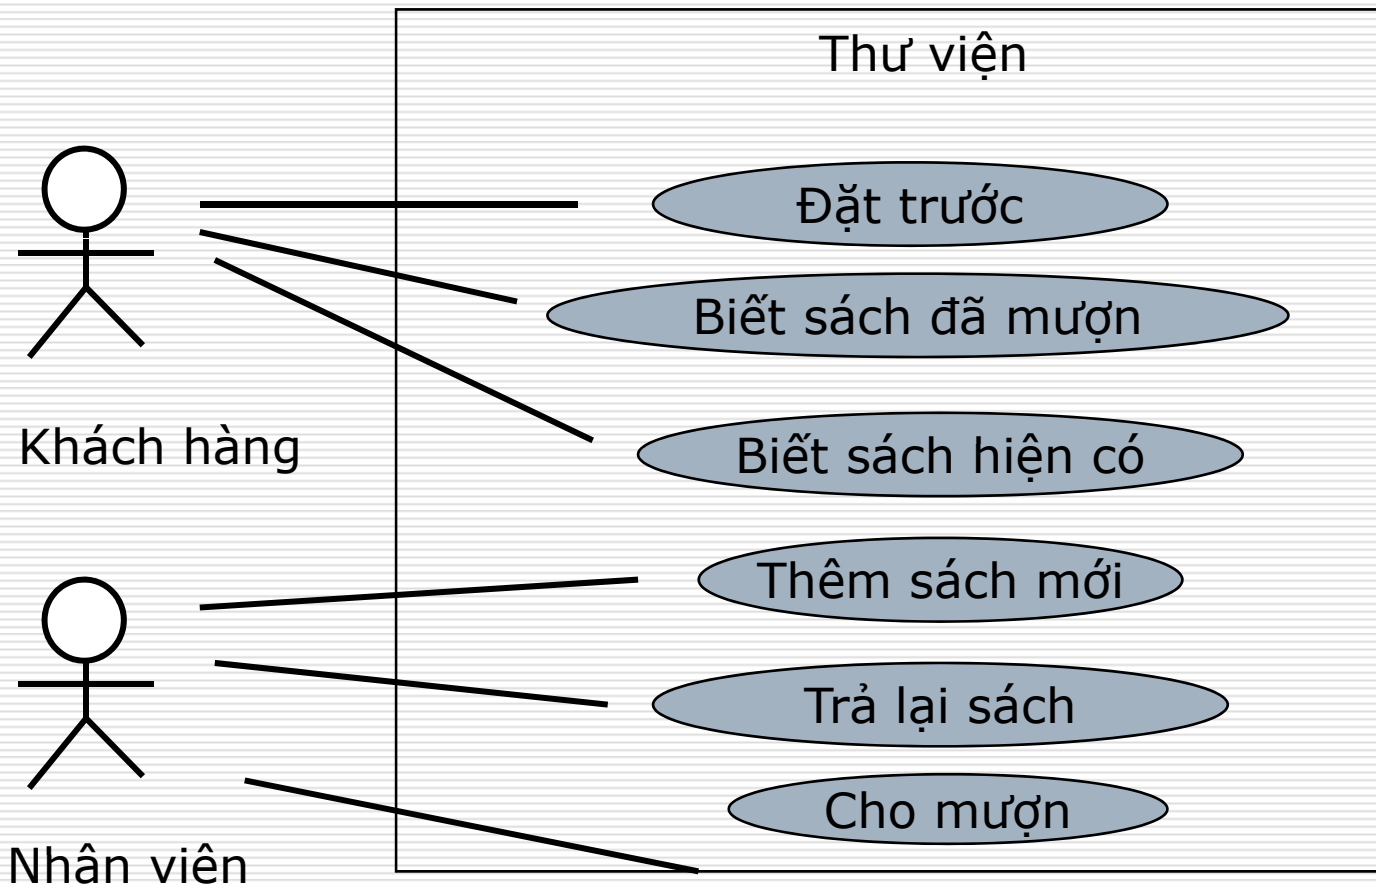 Thư viện
Đặt trước
Biết sách đã mượn
Khách hàng
Biết sách hiện có
Thêm sách mới
Trả lại sách
Cho mượn
Nhân viên